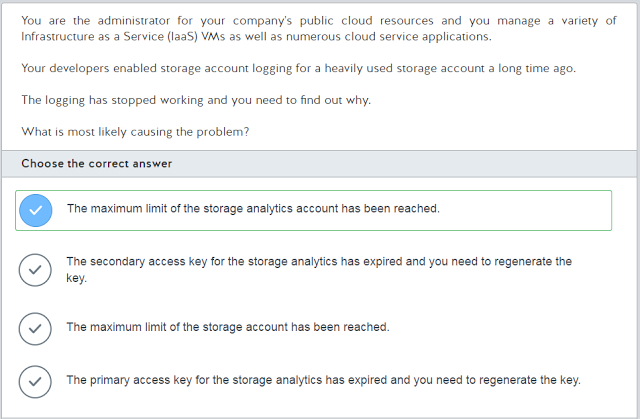 You are the administrator for your company's public cloud resources and you manage a variety of
Infrastructure as a Service (IaaS) VMs as well as numerous cloud service applications.
Your developers enabled storage account logging for a heavily used storage account a long time ago.
The logging has stopped working and you need to find out why.
What is most likely causing the problem?
Choose the correct answer
The maximum limit of the storage analytics account has been reached.
The secondary access key for the storage analytics has expired and you need to regenerate the
key.
The maximum limit of the storage account has been reached.
The primary access key for the storage analytics has expired and you need to regenerate the key.